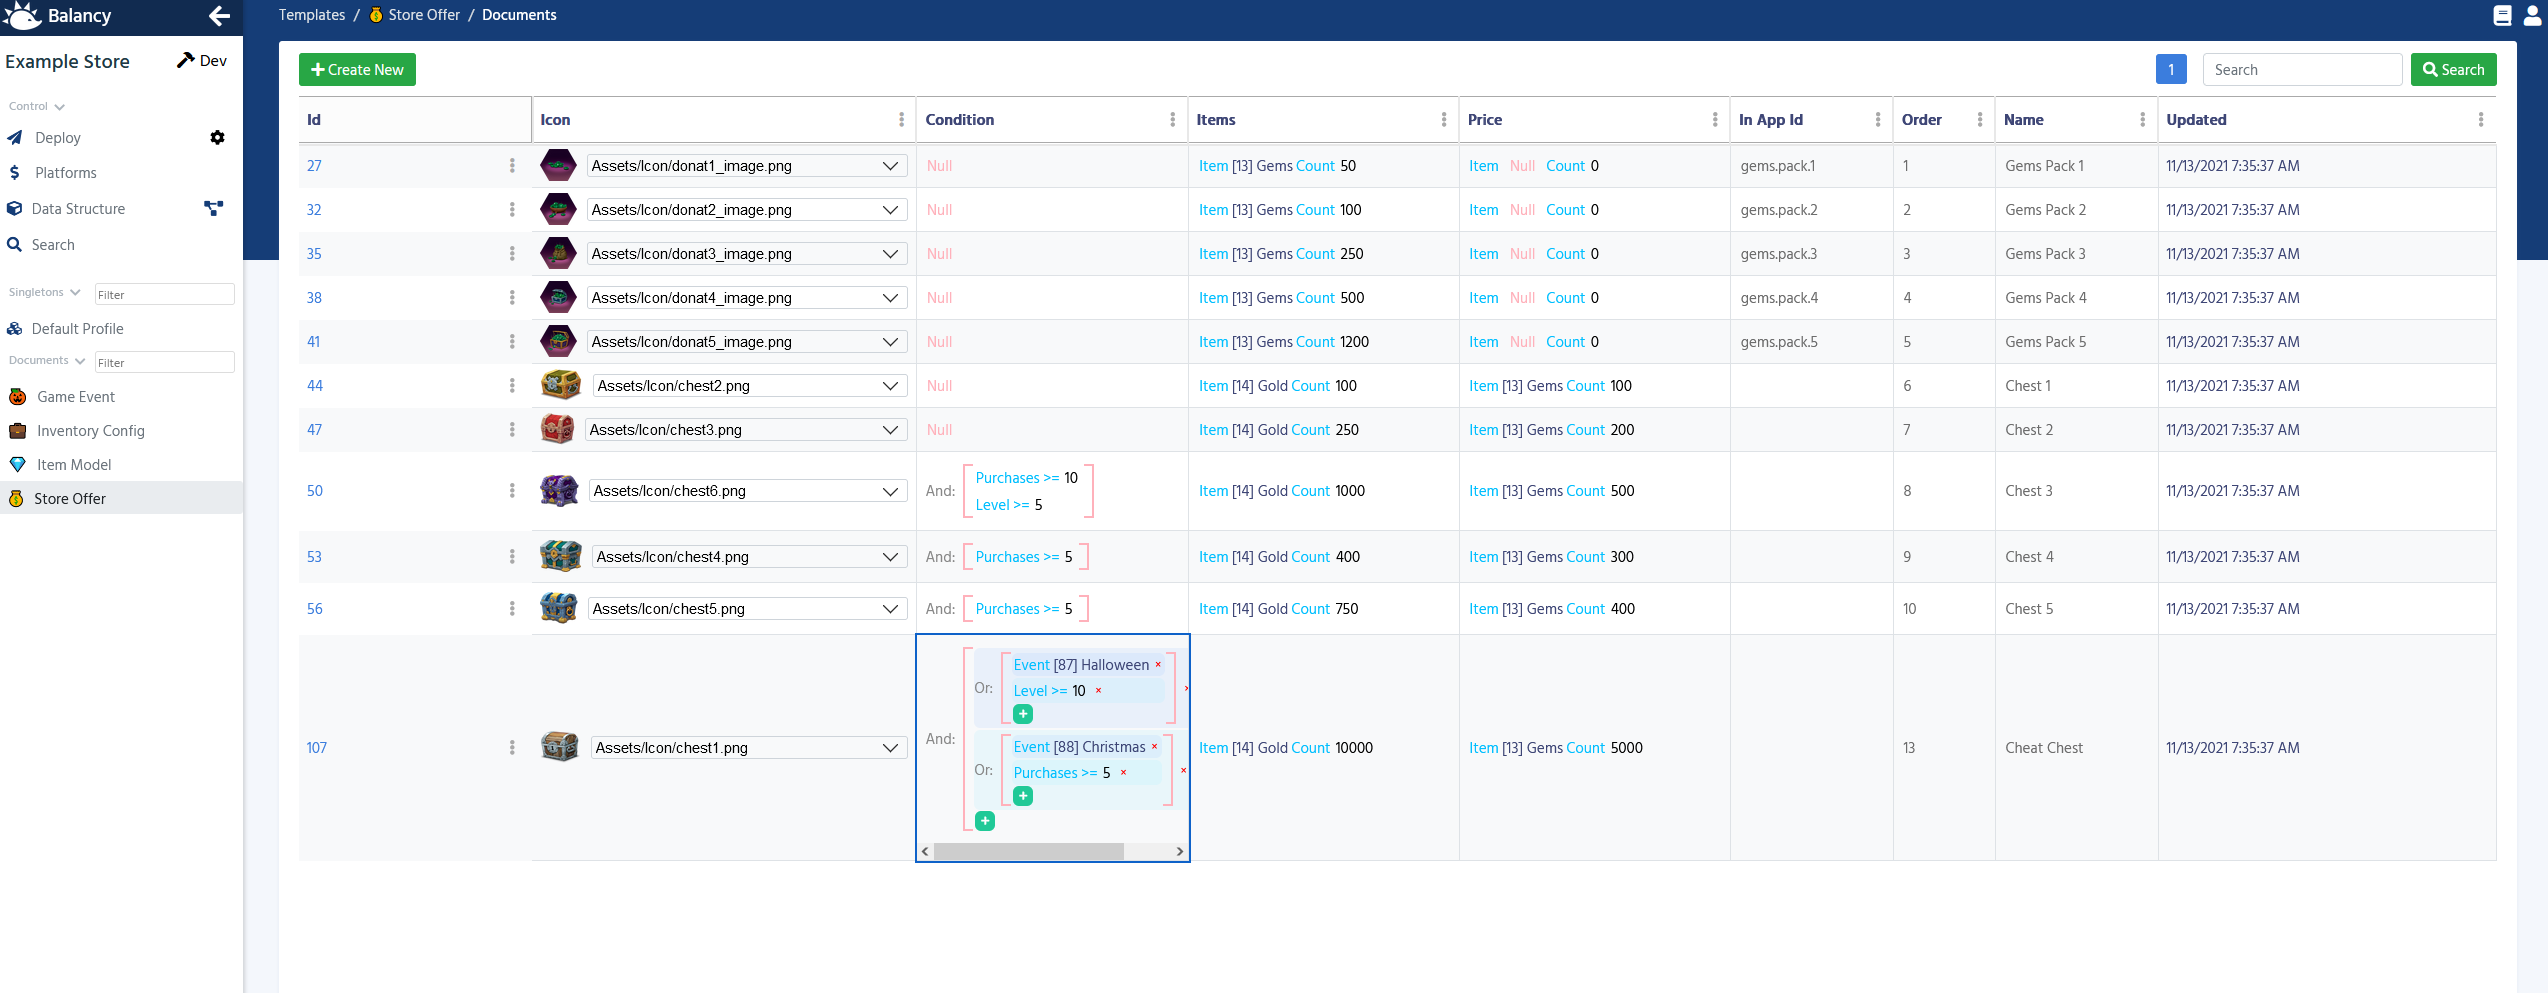 Balancy
Templates / Store Offer / Documents
Example Store Dev
Create New
1 Search Search
Control
Deploy
Platforms
Data Structure
Search
Singletons Filter
Default Profile
Documents Filter
Game Event
Inventory Config
Item Model
Store Offer
Id Icon Condition Items Price In App Id Order Name Updated
27 Assets/Icon/donat1_image.png Null Item [13] Gems Count 50 Item Null Count 0 gems.pack.1 1 Gems Pack 1 11/13/2021 7:35:37 AM
32 Assets/Icon/donat2_image.png Null Item [13] Gems Count 100 Item Null Count 0 gems.pack.2 2 Gems Pack 2 11/13/2021 7:35:37 AM
35 Assets/Icon/donat3_image.png Null Item [13] Gems Count 250 Item Null Count 0 gems.pack.3 3 Gems Pack 3 11/13/2021 7:35:37 AM
38 Assets/Icon/donat4_image.png Null Item [13] Gems Count 500 Item Null Count 0 gems.pack.4 4 Gems Pack 4 11/13/2021 7:35:37 AM
41 Assets/Icon/donat5_image.png Null Item [13] Gems Count 1200 Item Null Count 0 gems.pack.5 5 Gems Pack 5 11/13/2021 7:35:37 AM
44 Assets/Icon/chest2.png Null Item [14] Gold Count 100 Item [13] Gems Count 100 6 Chest 1 11/13/2021 7:35:37 AM
47 Assets/Icon/chest3.png Null Item [14] Gold Count 250 Item [13] Gems Count 200 7 Chest 2 11/13/2021 7:35:37 AM
Purchases >= 10
50 Assets/Icon/chest6.png And: Item [14] Gold Count 1000 Item [13] Gems Count 500 8 Chest 3 11/13/2021 7:35:37 AM
Level >= 5
53 Assets/Icon/chest4.png And: Purchases >= 5 Item [14] Gold Count 400 Item [13] Gems Count 300 9 Chest 4 11/13/2021 7:35:37 AM
56 Assets/Icon/chest5.png And: Purchases >= 5 Item [14] Gold Count 750 Item [13] Gems Count 400 10 Chest 5 11/13/2021 7:35:37 AM
Event [87] Halloween ×
Or:
Level >= 10 ×
And:
107 Assets/Icon/chest1.png Event [88] Christmas × Item [14] Gold Count 10000 Item [13] Gems Count 5000 13 Cheat Chest 11/13/2021 7:35:37 AM
Or:
Purchases >= 5 ×